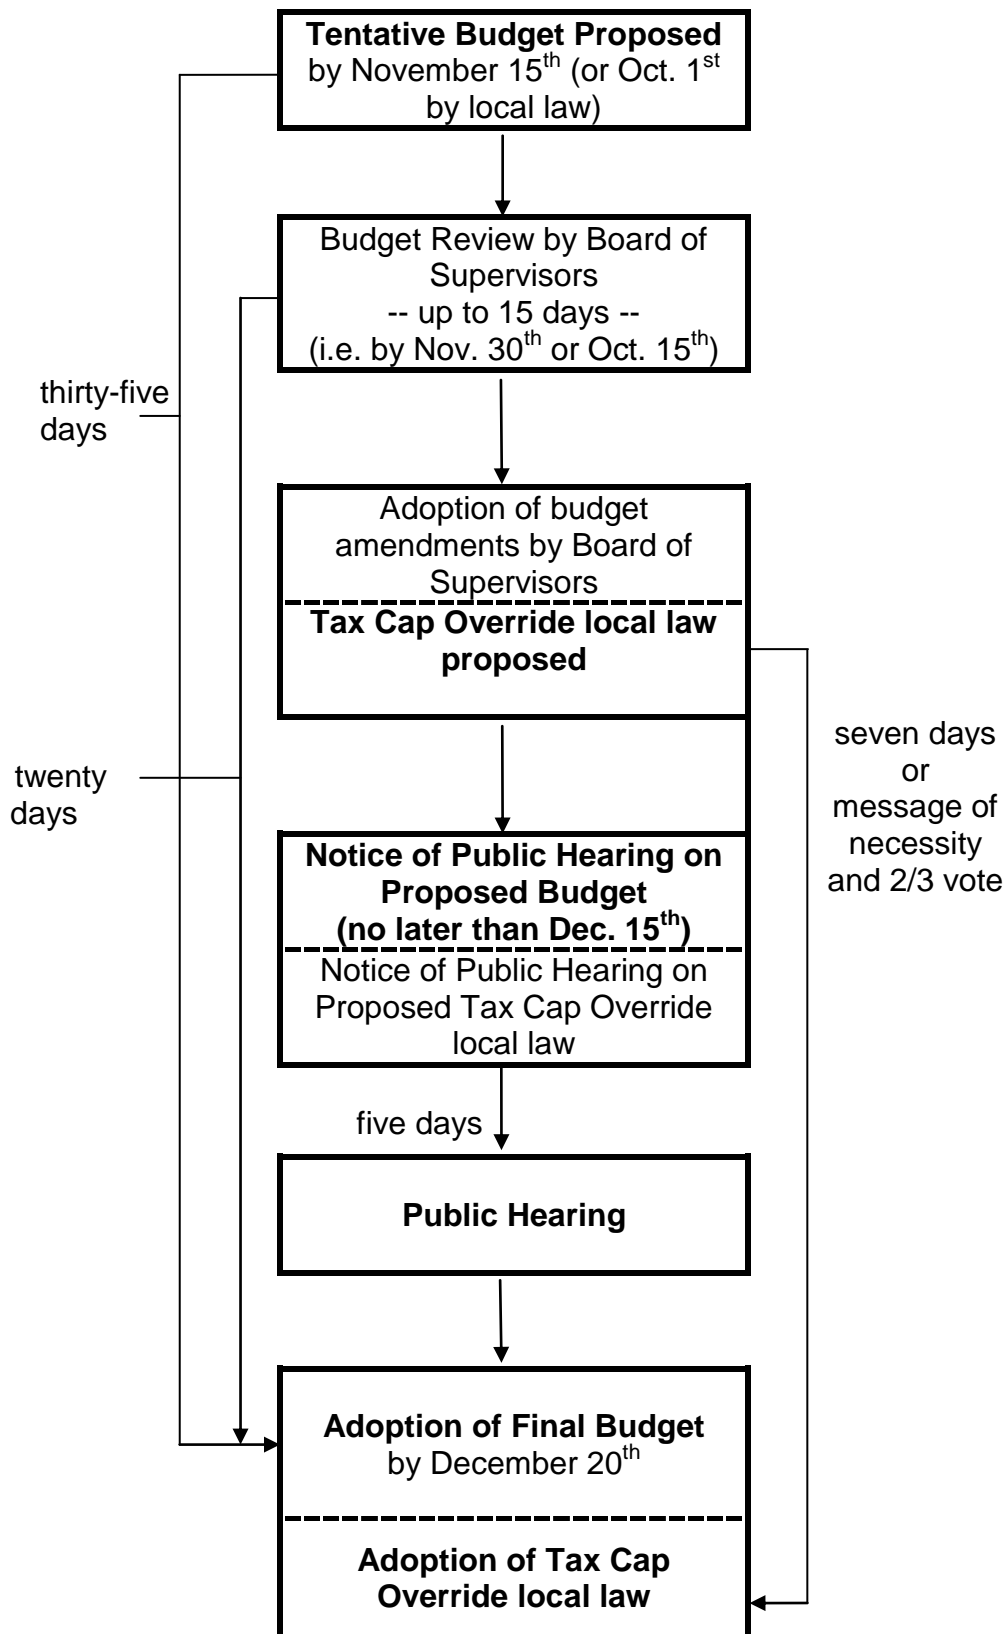 Tentative Budget Proposed
by November 15th (or Oct. 1st
by local law)
Budget Review by Board of
Supervisors
-- up to 15 days --
(i.e. by Nov. 30th or Oct. 15th)
thirty-five
days
Adoption of budget
amendments by Board of
Supervisors
Tax Cap Override local law
proposed
seven days
or
message of
necessity
and 2/3 vote
twenty
days
Notice of Public Hearing on
Proposed Budget
(no later than Dec. 15th)
Notice of Public Hearing on
Proposed Tax Cap Override
local law
five days
Public Hearing
Adoption of Final Budget
by December 20th
Adoption of Tax Cap
Override local law